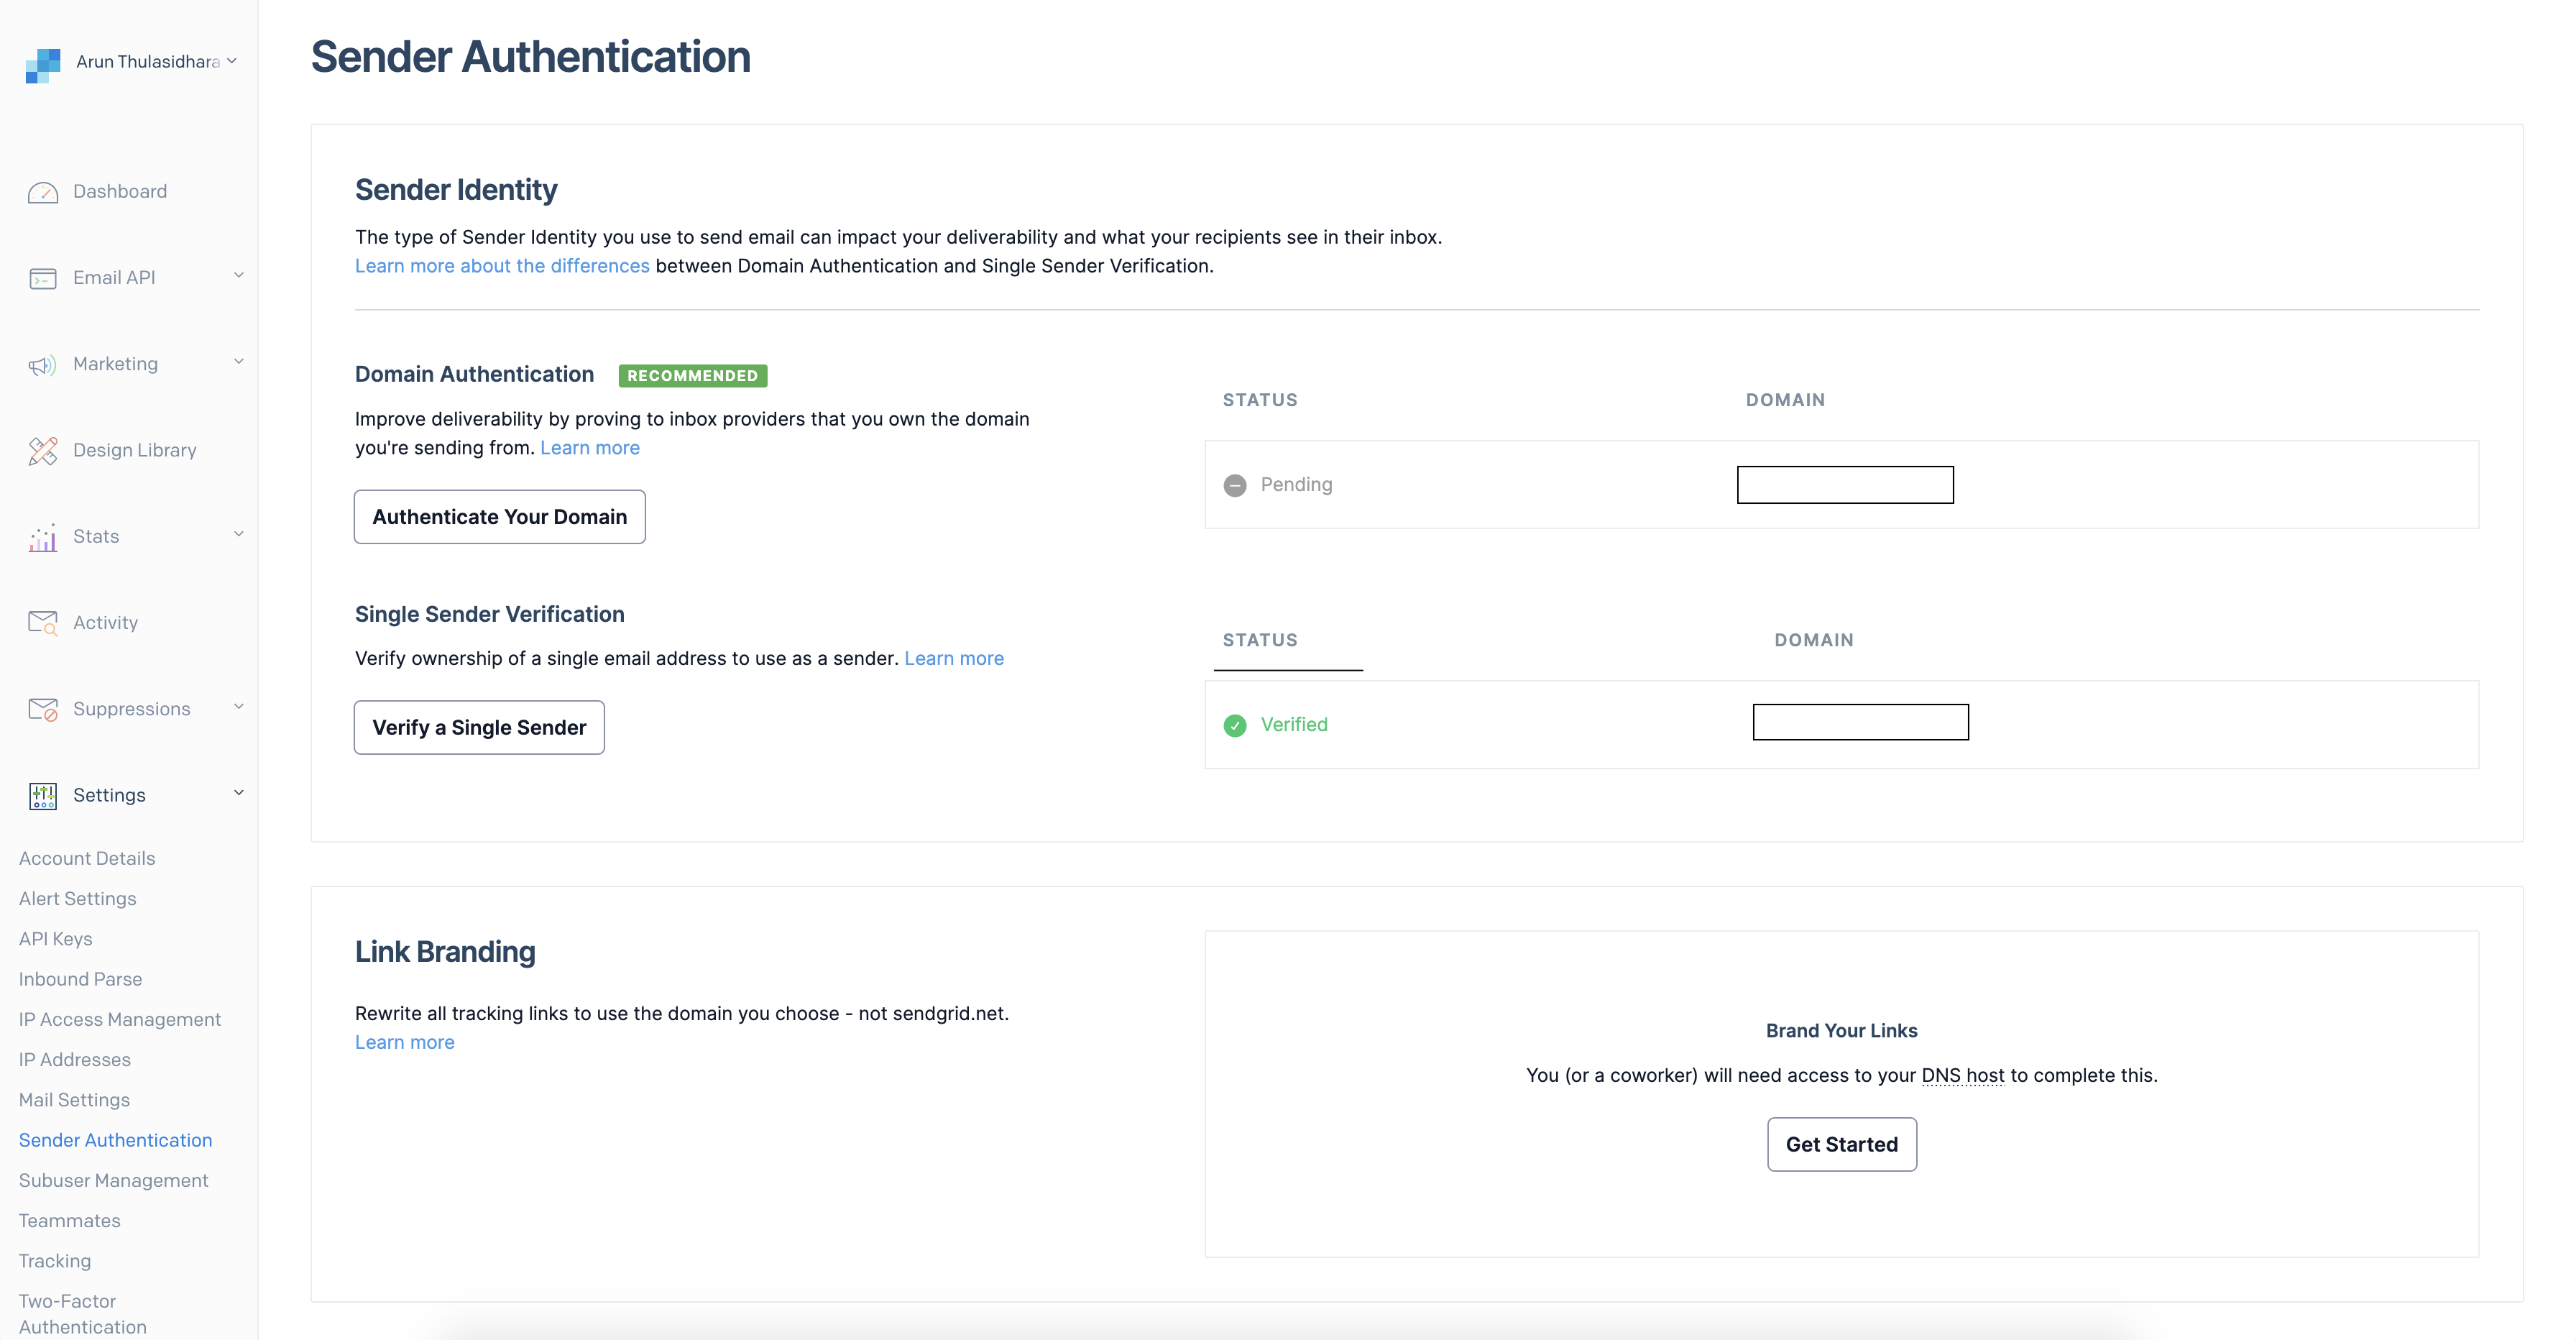 Arun Thulasidhara
Dashboard
Email API
Marketing
Design Library
Stats
Activity
Suppressions
Settings
Account Details
Alert Settings
API Keys
Inbound Parse
IP Access Management
IP Addresses
Mail Settings
Sender Authentication
Subuser Management
Teammates
Tracking
Two-Factor
Authentication
Sender Authentication
Sender Identity
The type of Sender Identity you use to send email can impact your deliverability and what your recipients see in their inbox.
Learn more about the differences between Domain Authentication and Single Sender Verification.
Domain Authentication RECOMMENDED
Improve deliverability by proving to inbox providers that you own the domain
you're sending from. Learn more
Authenticate Your Domain
STATUS DOMAIN
Pending
Single Sender Verification
Verify ownership of a single email address to use as a sender. Learn more
Verify a Single Sender
STATUS DOMAIN
Verified
Link Branding
Rewrite all tracking links to use the domain you choose - not sendgrid.net.
Learn more
Brand Your Links
You (or a coworker) will need access to your DNS host to complete this.
Get Started